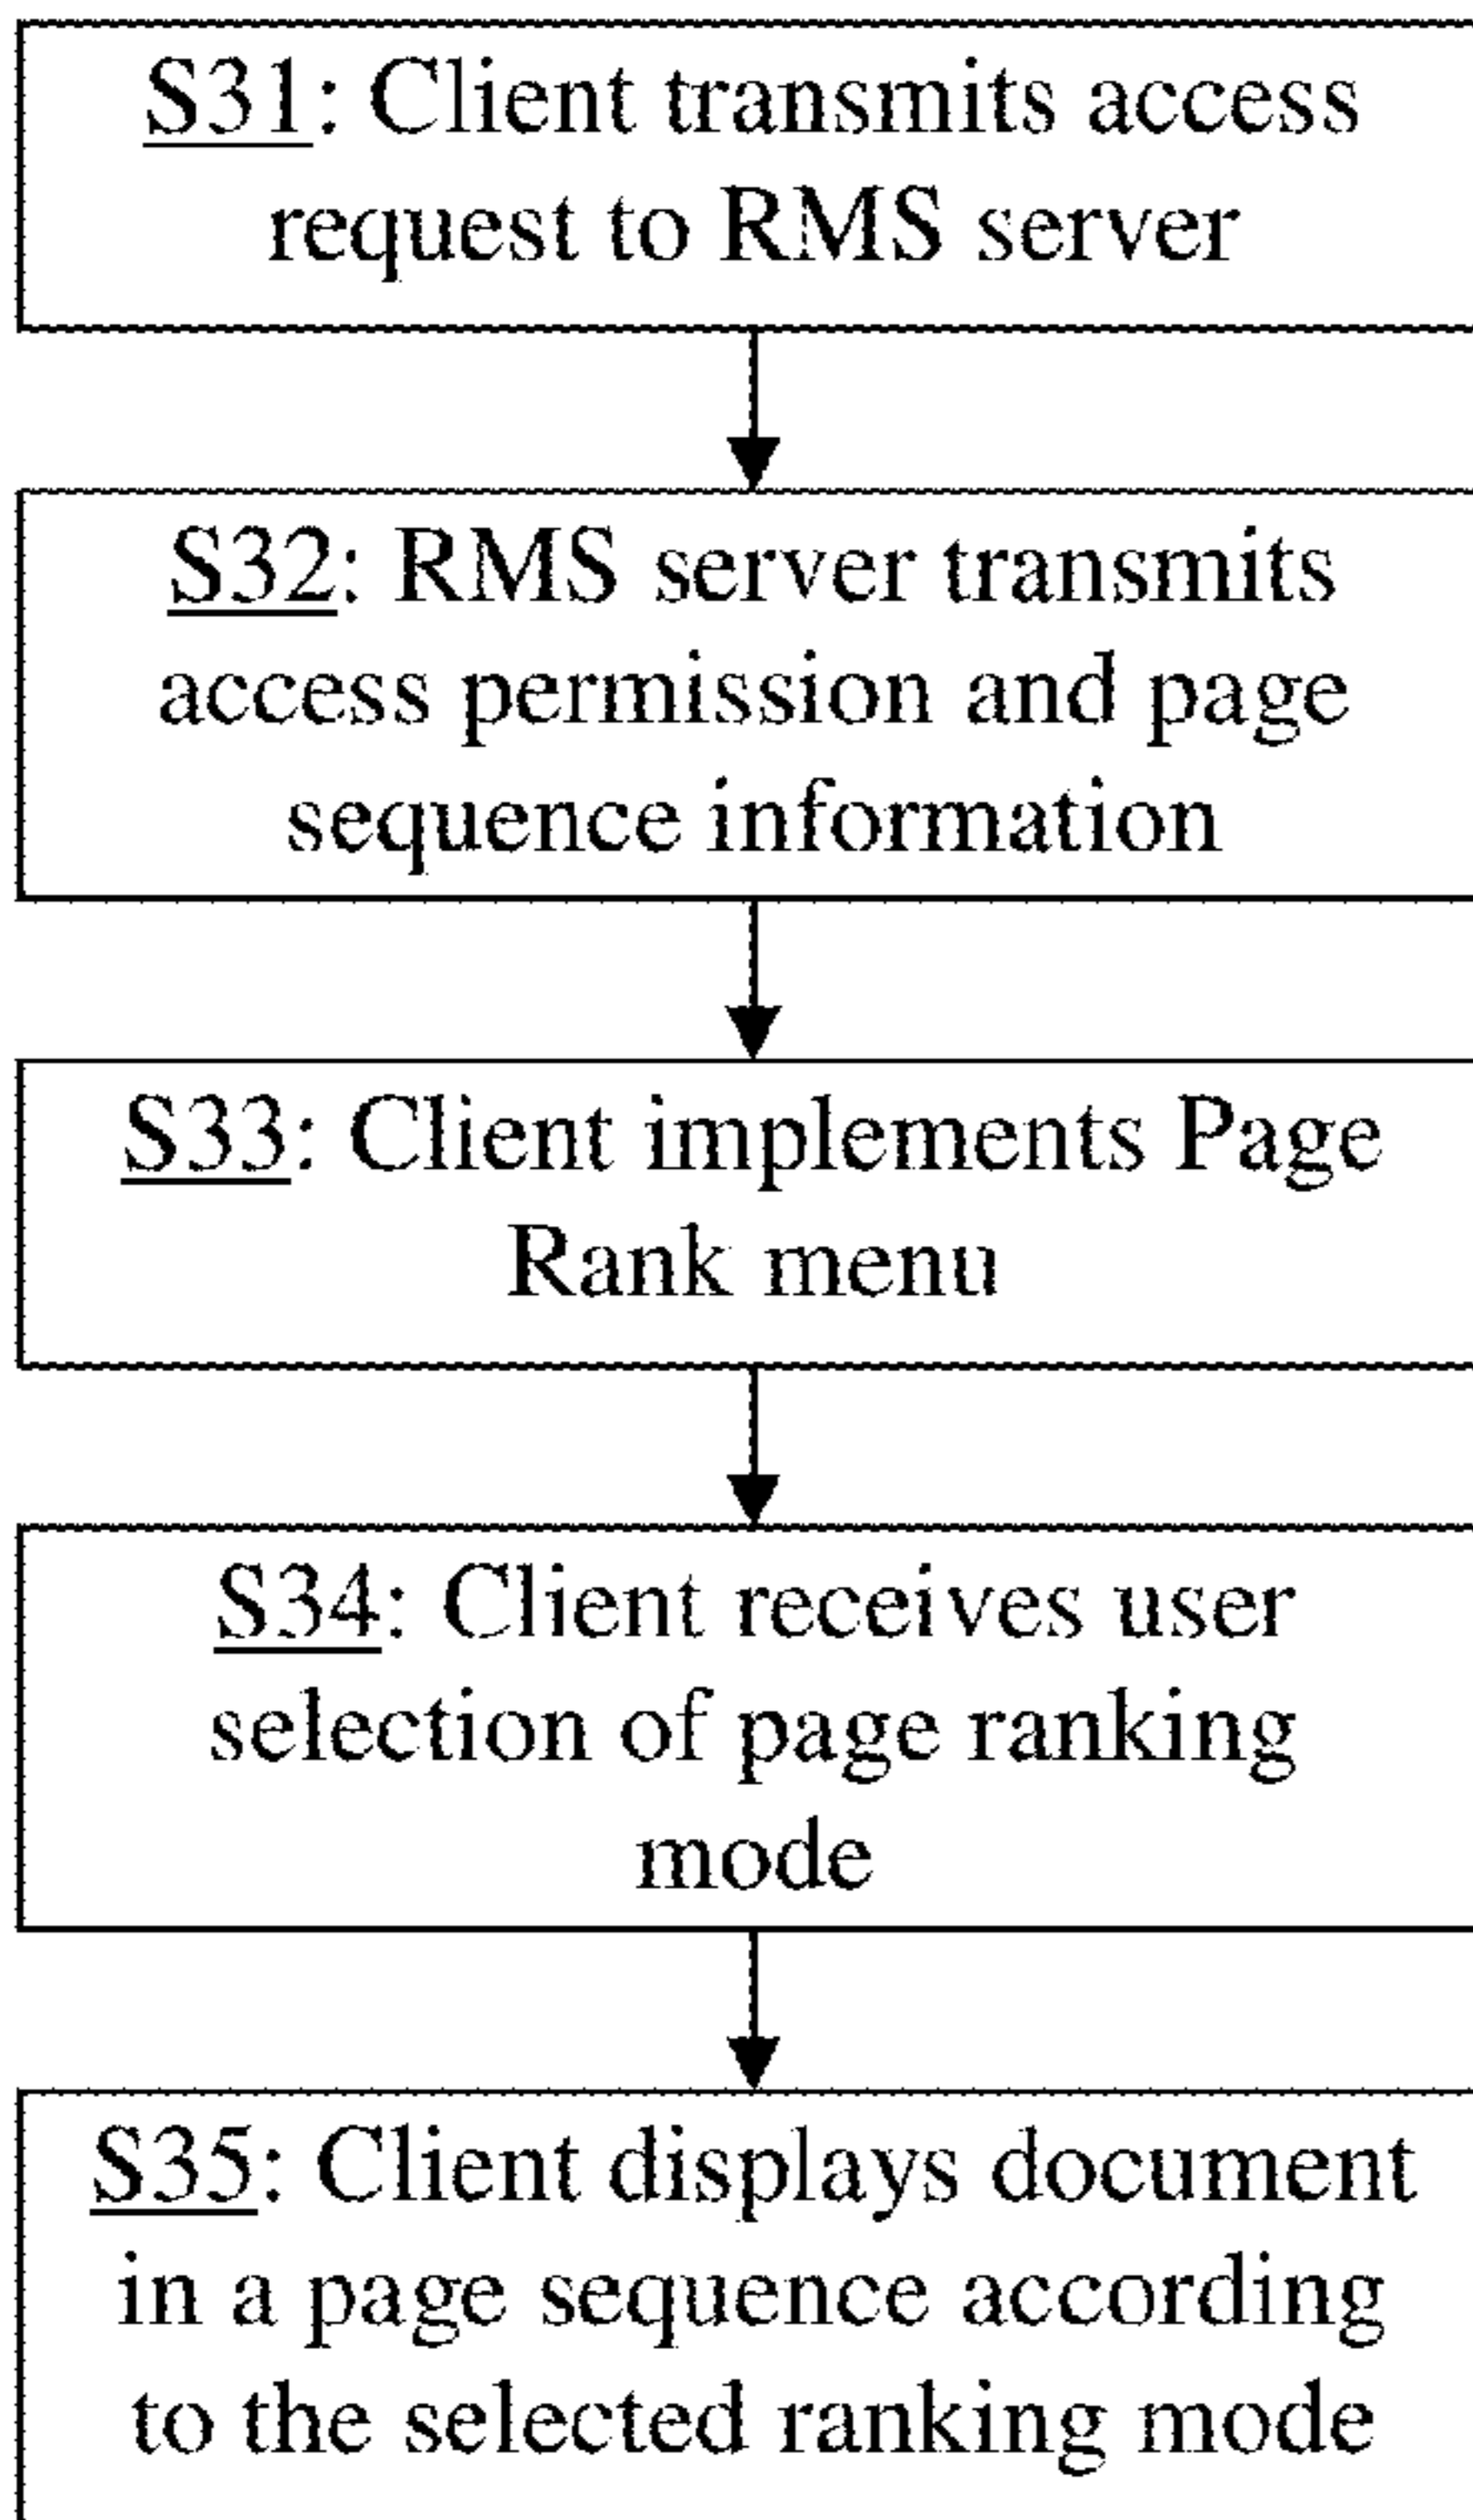 S31: Client transmits access
request to RMS server
S32: RMS server transmits
access permission and page
sequence information
S33: Client implements Page
Rank menu
S34: Client receives user
selection of page ranking
mode
S35: Client displays document
in a page sequence according
to the selected ranking mode